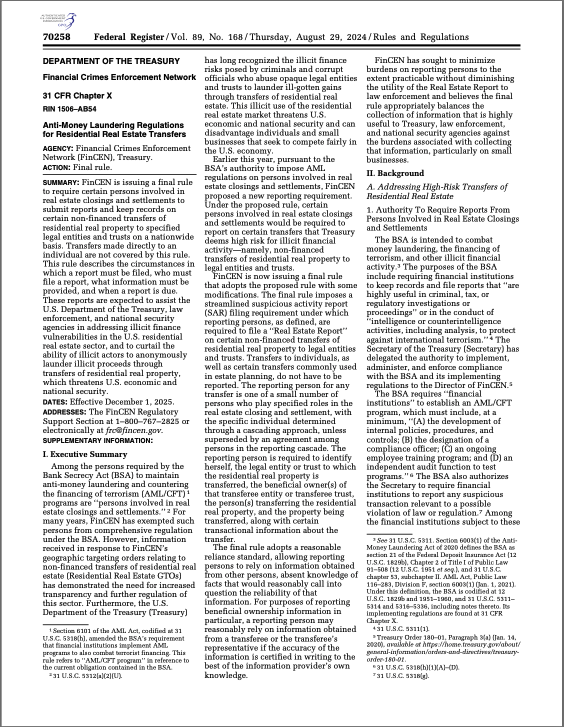 70258 Federal Register / Vol. 89, No. 168 / Thursday, August 29, 2024 / Rules and Regulations
DEPARTMENT OF THE TREASURY
Financial Crimes Enforcement Network
31 CFR Chapter X
RIN 1506–AB54
Anti-Money Laundering Regulations
for Residential Real Estate Transfers
AGENCY: Financial Crimes Enforcement
Network (FinCEN), Treasury.
ACTION: Final rule.
SUMMARY: FinCEN is issuing a final rule
to require certain persons involved in
real estate closings and settlements to
submit reports and keep records on
certain non-financed transfers of
residential real property to specified
legal entities and trusts on a nationwide
basis. Transfers made directly to an
individual are not covered by this rule.
This rule describes the circumstances in
which a report must be filed, who must
file a report, what information must be
provided, and when a report is due.
These reports are expected to assist the
U.S. Department of the Treasury, law
enforcement, and national security
agencies in addressing illicit finance
vulnerabilities in the U.S. residential
real estate sector, and to curtail the
ability of illicit actors to anonymously
launder illicit proceeds through
transfers of residential real property,
which threatens U.S. economic and
national security.
DATES: Effective December 1, 2025.
ADDRESSES: The FinCEN Regulatory
Support Section at 1–800–767–2825 or
electronically at frc@fincen.gov.
SUPPLEMENTARY INFORMATION:
I. Executive Summary
Among the persons required by the
Bank Secrecy Act (BSA) to maintain
anti-money laundering and countering
the financing of terrorism (AML/CFT) 1
programs are “persons involved in real
estate closings and settlements.” 2 For
many years, FinCEN has exempted such
persons from comprehensive regulation
under the BSA. However, information
received in response to FinCEN’s
geographic targeting orders relating to
non-financed transfers of residential real
estate (Residential Real Estate GTOs)
has demonstrated the need for increased
transparency and further regulation of
this sector. Furthermore, the U.S.
Department of the Treasury (Treasury)
1 Section 6101 of the AML Act, codified at 31
U.S.C. 5318(h), amended the BSA’s requirement
that financial institutions implement AML
programs to also combat terrorist financing. This
rule refers to “AML/CFT program” in reference to
the current obligation contained in the BSA.
2 31 U.S.C. 5312(a)(2)(U).
has long recognized the illicit finance
risks posed by criminals and corrupt
officials who abuse opaque legal entities
and trusts to launder ill-gotten gains
through transfers of residential real
estate. This illicit use of the residential
real estate market threatens U.S.
economic and national security and can
disadvantage individuals and small
businesses that seek to compete fairly in
the U.S. economy.
Earlier this year, pursuant to the
BSA’s authority to impose AML
regulations on persons involved in real
estate closings and settlements, FinCEN
proposed a new reporting requirement.
Under the proposed rule, certain
persons involved in real estate closings
and settlements would be required to
report on certain transfers that Treasury
deems high risk for illicit financial
activity—namely, non-financed
transfers of residential property to legal
entities and trusts.
FinCEN is now issuing a final rule
that adopts the proposed rule with some
modifications. The final rule imposes a
streamlined suspicious activity report
(SAR) filing requirement under which
reporting persons, as defined, are
required to file a “Real Estate Report”
on certain non-financed transfers of
residential real property to legal entities
and trusts. Transfers to individuals, as
well as certain transfers commonly used
in estate planning, do not have to be
reported. The reporting person for any
transfer is one of a small number of
persons who play specified roles in the
real estate closing and settlement, with
the specific individual determined
through a cascading approach, unless
superseded by an agreement among
persons in the reporting cascade. The
reporting person is required to identify
herself, the legal entity or trust to which
the residential real property is
transferred, the beneficial owner(s) of
that transferee entity or transferee trust,
the person(s) transferring the residential
real property, and the property being
transferred, along with certain
transactional information about the
transfer.
The final rule adopts a reasonable
reliance standard, allowing reporting
persons to rely on information obtained
from other persons, absent knowledge of
facts that would reasonably call into
question the reliability of that
information. For purposes of reporting
beneficial ownership information in
particular, a reporting person may
reasonably rely on information obtained
from a transferee or the transferee’s
representative if the accuracy of the
information is certified in writing to the
best of the information provider’s own
knowledge.
FinCEN has sought to minimize
burdens on reporting persons to the
extent practicable without diminishing
the utility of the Real Estate Report to
law enforcement and believes the final
rule appropriately balances the
collection of information that is highly
useful to Treasury, law enforcement,
and national security agencies against
the burdens associated with collecting
that information, particularly on small
businesses.
II. Background
A. Addressing High-Risk Transfers of
Residential Real Estate
1. Authority To Require Reports From
Persons Involved in Real Estate Closings
and Settlements
The BSA is intended to combat
money laundering, the financing of
terrorism, and other illicit financial
activity.3 The purposes of the BSA
include requiring financial institutions
to keep records and file reports that “are
highly useful in criminal, tax, or
regulatory investigations or
proceedings” or in the conduct of
“intelligence or counterintelligence
activities, including analysis, to protect
against international terrorism.” 4 The
Secretary of the Treasury (Secretary) has
delegated the authority to implement,
administer, and enforce compliance
with the BSA and its implementing
regulations to the Director of FinCEN.5
The BSA requires “financial
institutions” to establish an AML/CFT
program, which must include, at a
minimum, “(A) the development of
internal policies, procedures, and
controls; (B) the designation of a
compliance officer; (C) an ongoing
employee training program; and (D) an
independent audit function to test
programs.” 6 The BSA also authorizes
the Secretary to require financial
institutions to report any suspicious
transaction relevant to a possible
violation of law or regulation.7 Among
the financial institutions subject to these
3 See 31 U.S.C. 5311. Section 6003(1) of the Anti-
Money Laundering Act of 2020 defines the BSA as
section 21 of the Federal Deposit Insurance Act (12
U.S.C. 1829b), Chapter 2 of Title I of Public Law
91–508 (12 U.S.C. 1951 et seq.), and 31 U.S.C.
chapter 53, subchapter II. AML Act, Public Law
116–283, Division F, section 6003(1) (Jan. 1, 2021).
Under this definition, the BSA is codified at 12
U.S.C. 1829b and 1951–1960, and 31 U.S.C. 5311–
5314 and 5316–5336, including notes thereto. Its
implementing regulations are found at 31 CFR
Chapter X.
4 31 U.S.C. 5311(1).
5 Treasury Order 180–01, Paragraph 3(a) (Jan. 14,
2020), available at https://home.treasury.gov/about/
general-information/orders-and-directives/treasury-
order-180-01.
6 31 U.S.C. 5318(h)(1)(A)–(D).
7 31 U.S.C. 5318(g).